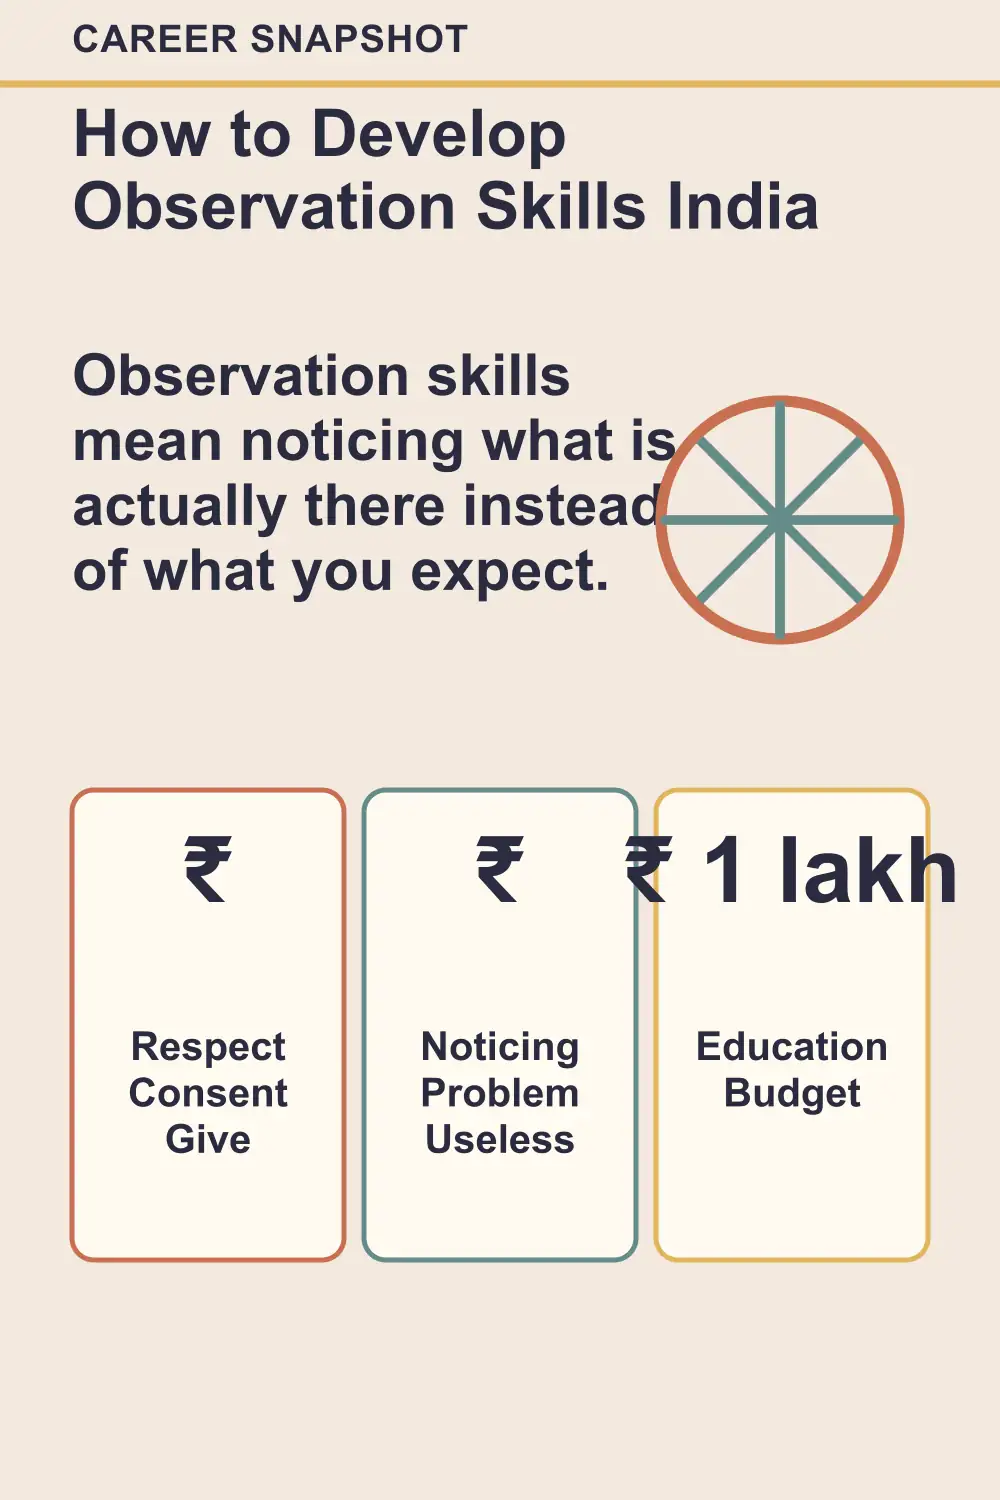 CAREER SNAPSHOT
How to Develop
Observation Skills India
Observation skills
mean noticing what is
actually there instead
of what you expect.
₹
Respect
Consent
Give
₹
Noticing
Problem
Useless
₹ 1 lakh
Education
Budget